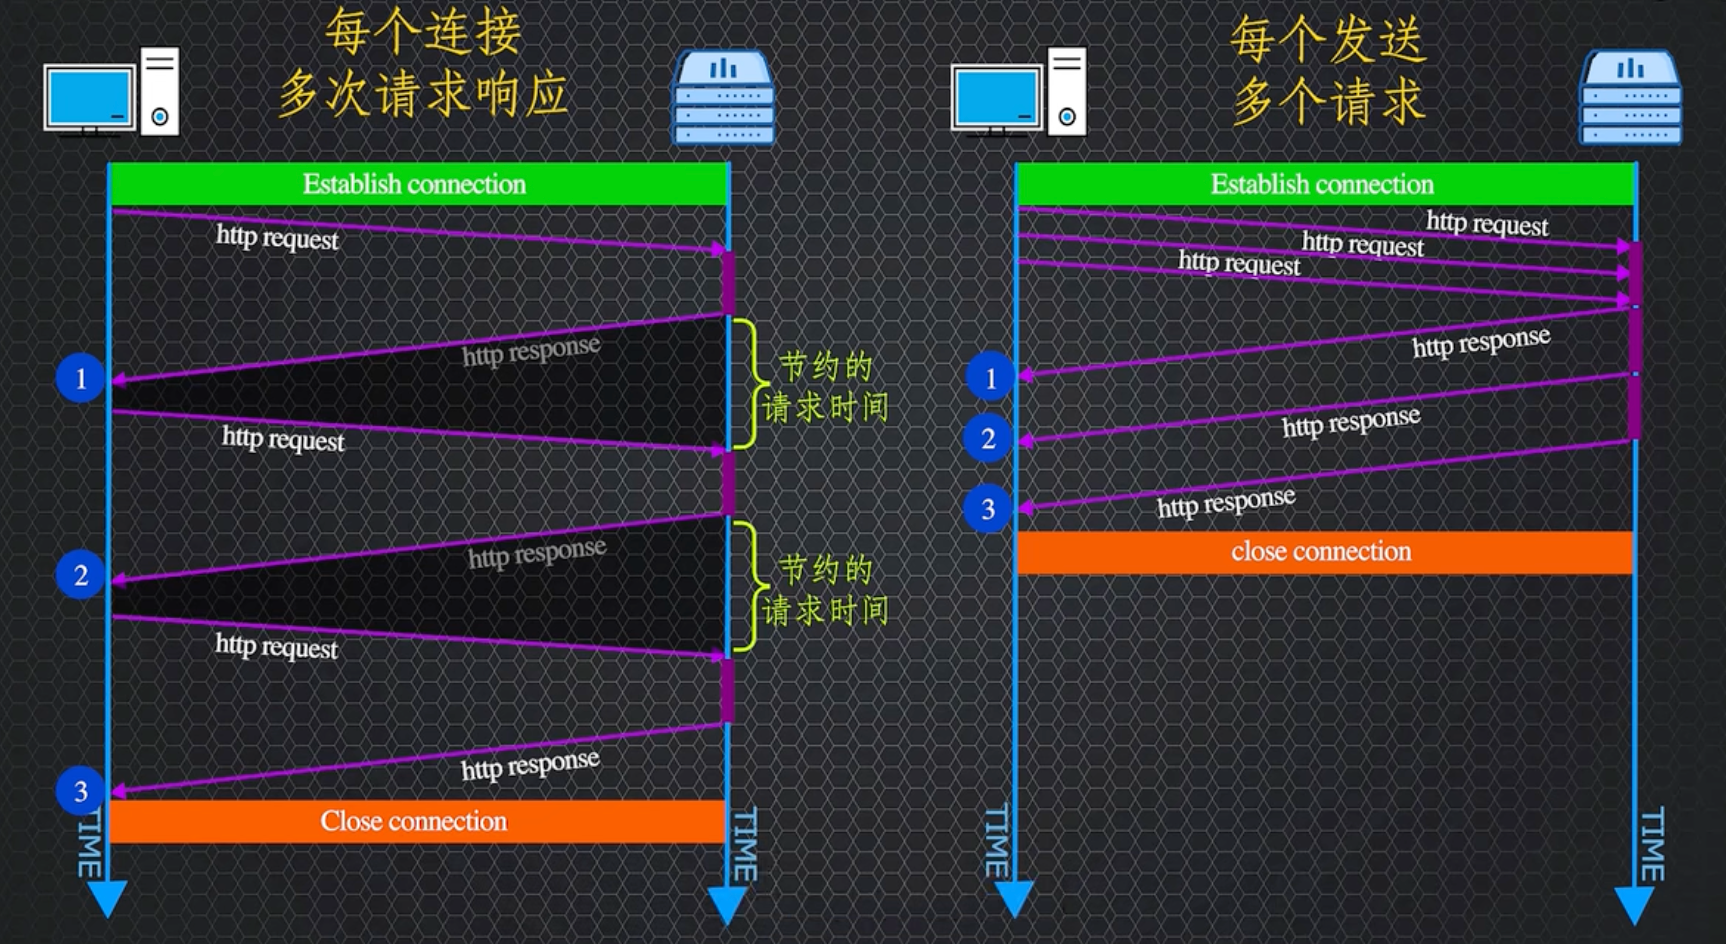 每个连接
多次请求响应
Establish connection
http request
http response
节约的
请求时间
1
http request
http response
节约的
请求时间
2
http request
http response
3
Close connection
TIME
TIME
每个发送
多个请求
Establish connection
http request
http request
http request
http response
1
http response
2
http response
3
close connection
TIME
TIME